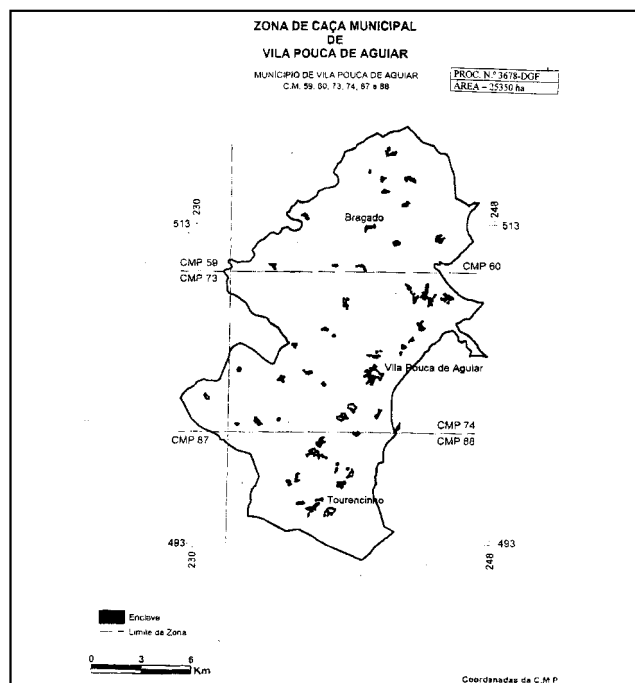 ZONA DE CAÇA MUNICIPAL
DE
VILA POUCA DE AGUIAR
MUNICIPIO DE VILA POUCA DE AGUIAR
C.M. 59, 60, 73, 74, 87 e 88
PROC. N.º 3678-DGF
AREA – 25350 ha
230
248
513
513
Bragado
CMP 59
CMP 60
CMP 73
Vila Pouca de Aguiar
CMP 74
CMP 87
CMP 88
Tourencinho
493
493
230
248
Enclave
Limite da Zona
0 3 6
Km
Coordenadas da C.M.P